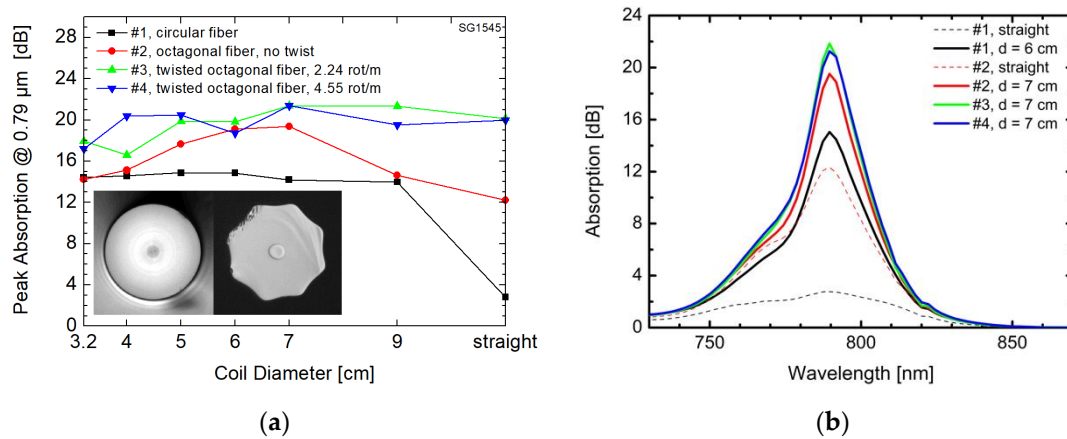 SG1545
#1, circular fiber
#2, octagonal fiber, no twist
#3, twisted octagonal fiber, 2.24 rot/m
#4, twisted octagonal fiber, 4.55 rot/m
Peak Absorption @ 0.79 µm [dB]
28
24
20
16
12
8
4
0
3.2 4 5 6 7 9 straight
Coil Diameter [cm]
(a)
#1, straight
#1, d = 6 cm
#2, straight
#2, d = 7 cm
#3, d = 7 cm
#4, d = 7 cm
Absorption [dB]
24
20
16
12
8
4
0
750 800 850
Wavelength [nm]
(b)